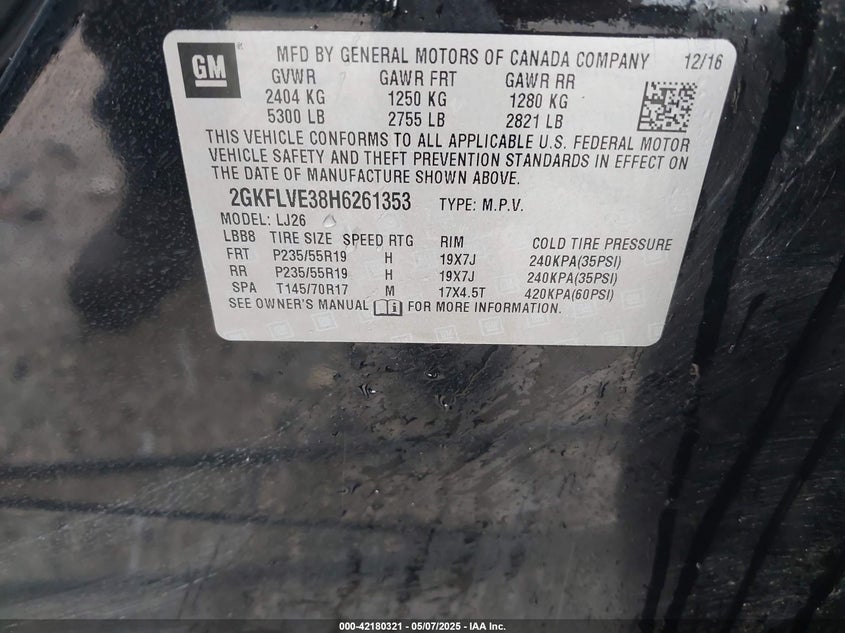 GM
MFD BY GENERAL MOTORS OF CANADA COMPANY 12/16
GVWR GAWR FRT GAWR RR
2404 KG 1250 KG 1280 KG
5300 LB 2755 LB 2821 LB
THIS VEHICLE CONFORMS TO ALL APPLICABLE U.S. FEDERAL MOTOR
VEHICLE SAFETY AND THEFT PREVENTION STANDARDS IN EFFECT ON
THE DATE OF MANUFACTURE SHOWN ABOVE.
2GKFLVE38H6261353 TYPE: M.P.V.
MODEL: LJ26
LBB8 TIRE SIZE SPEED RTG RIM COLD TIRE PRESSURE
FRT P235/55R19 H 19X7J 240KPA(35PSI)
RR P235/55R19 H 19X7J 240KPA(35PSI)
SPA T145/70R17 M 17X4.5T 420KPA(60PSI)
SEE OWNER'S MANUAL FOR MORE INFORMATION.
000-42180321 - 05/07/2025 - IAA Inc.